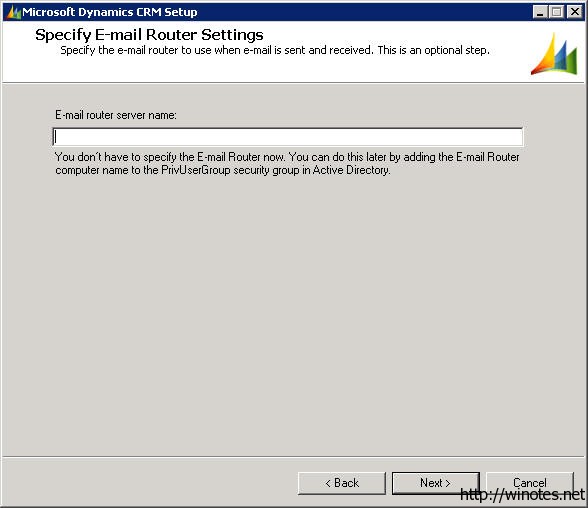 Microsoft Dynamics CRM Setup
Specify E-mail Router Settings
Specify the e-mail router to use when e-mail is sent and received. This is an optional step.
E-mail router server name:
You don't have to specify the E-mail Router now. You can do this later by adding the E-mail Router
computer name to the PrivUserGroup security group in Active Directory.
< Back
Next >
Cancel
http://winotes.net